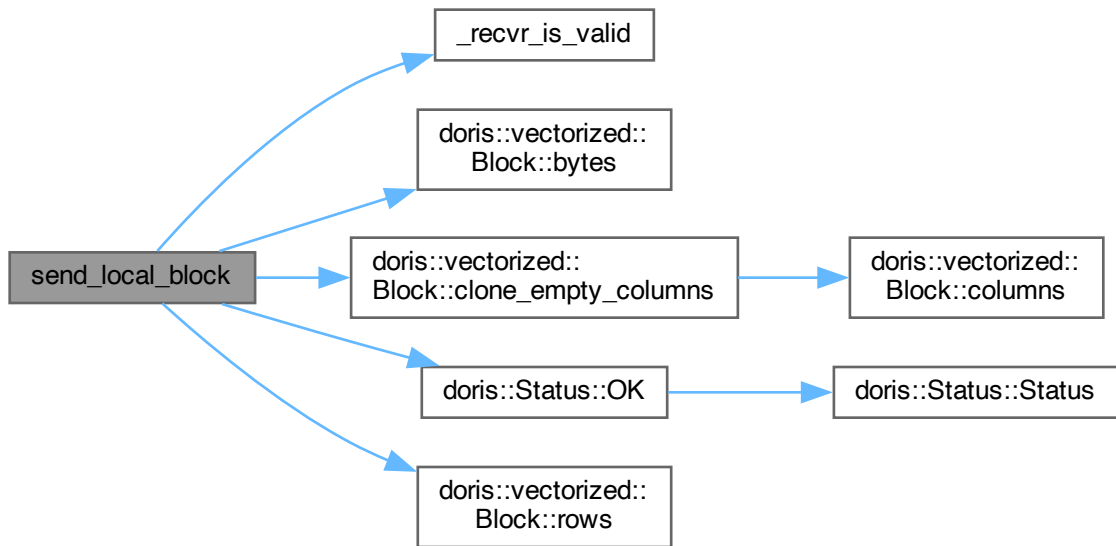 _recvr_is_valid
doris::vectorized::
Block::bytes
send_local_block
doris::vectorized::
Block::clone_empty_columns
doris::vectorized::
Block::columns
doris::Status::OK
doris::Status::Status
doris::vectorized::
Block::rows